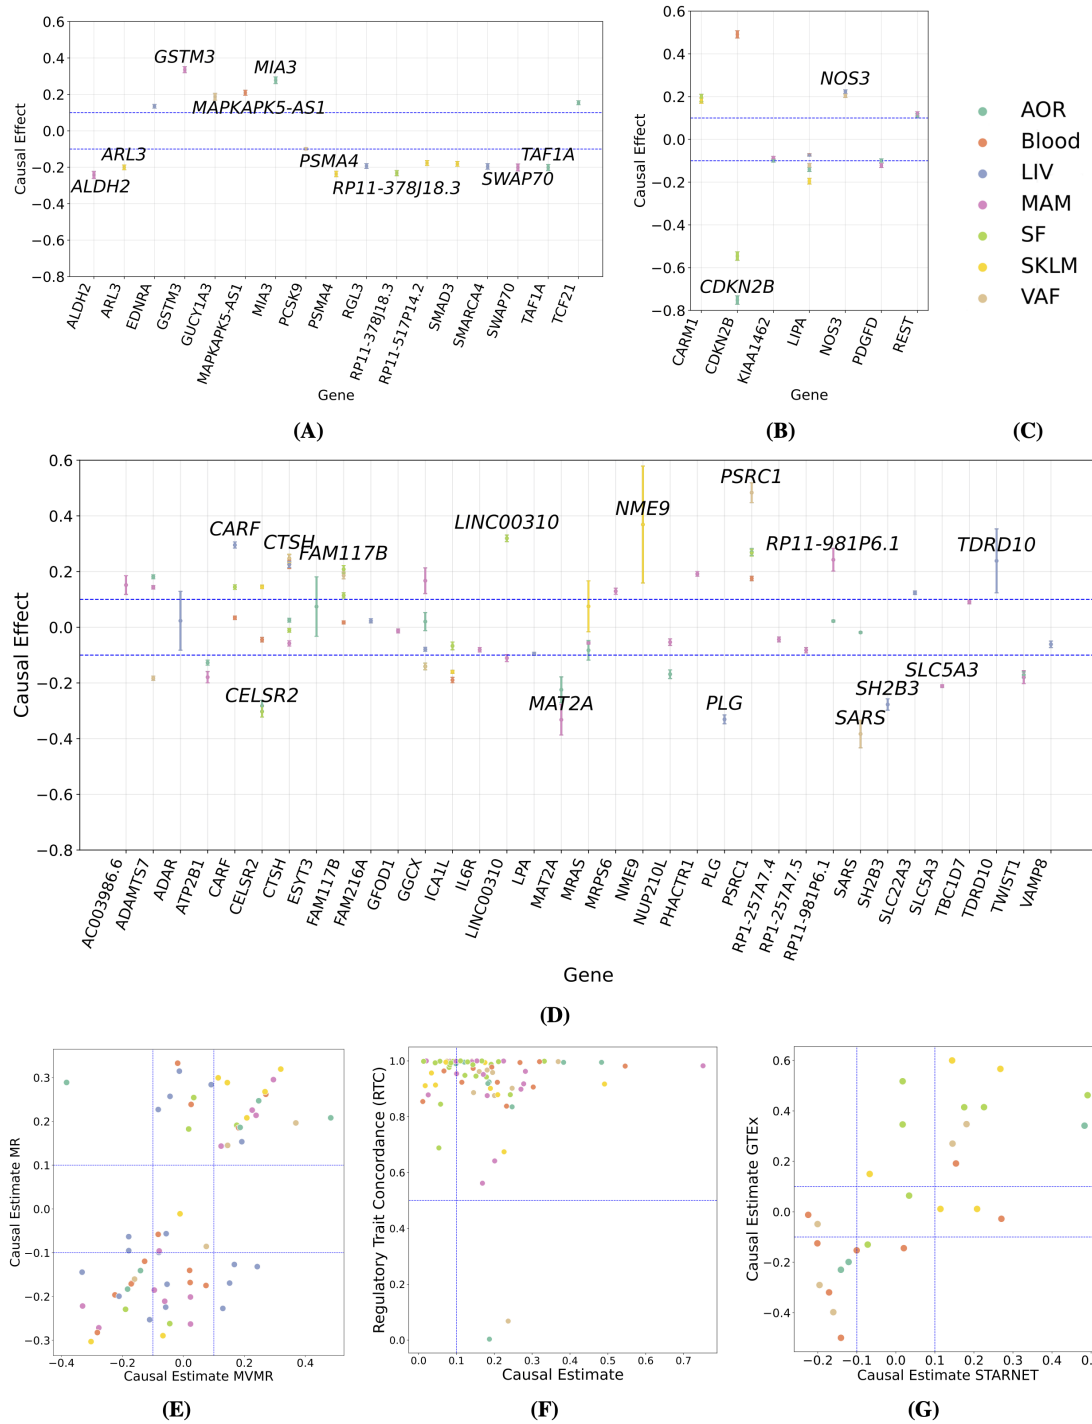 0.6
0.4
0.2
0.0
−0.2
−0.4
−0.6
−0.8
Causal Effect
GSTM3
MIA3
MAPKAPK5-AS1
ARL3
ALDH2
PSMA4
RP11-378J18.3
SWAP70
TAF1A
ALDH2
ARL3
EDNRA
GSTM3
GUCY1A3
MAPKAPK5-AS1
MIA3
PCSK9
PSMA4
RGL3
RP11-378J18.3
RP11-517P14.2
SMAD3
SMARCA4
SWAP70
TAF1A
TCF21
Gene
(A)
0.6
0.4
0.2
0.0
−0.2
−0.4
−0.6
−0.8
Causal Effect
NOS3
CDKN2B
CARM1
CDKN2B
KIAA1462
LIPA
NOS3
PDGFD
REST
Gene
(B)
AOR
Blood
LIV
MAM
SF
SKLM
VAF
(C)
0.6
0.4
0.2
0.0
−0.2
−0.4
−0.6
−0.8
Causal Effect
CARF
CTSH
FAM117B
LINC00310
NME9
PSRC1
RP11-981P6.1
TDRD10
CELSR2
MAT2A
PLG
SARS
SH2B3
SLC5A3
AC003986.6
ADAMTS7
ADAR
ATP2B1
CARF
CELSR2
CTSH
ESYT3
FAM117B
FAM216A
GFOD1
GGCX
ICA1L
IL6R
LINC00310
LPA
MAT2A
MRAS
MRPS6
NME9
NUP210L
PHACTR1
PLG
PSRC1
RP1-257A7.4
RP1-257A7.5
RP11-981P6.1
SARS
SH2B3
SLC22A3
SLC5A3
TBC1D7
TDRD10
TWIST1
VAMP8
Gene
(D)
0.3
0.2
0.1
0.0
−0.1
−0.2
−0.3
Causal Estimate MR
−0.4
−0.2
0.0
0.2
0.4
Causal Estimate MVMR
(E)
1.0
0.8
0.6
0.4
0.2
0.0
Regulatory Trait Concordance (RTC)
0.0
0.1
0.2
0.3
0.4
0.5
0.6
0.7
Causal Estimate
(F)
0.6
0.4
0.2
0.0
−0.2
−0.4
Causal Estimate GTEx
−0.2
−0.1
0.0
0.1
0.2
0.3
0.4
Causal Estimate STARNET
(G)